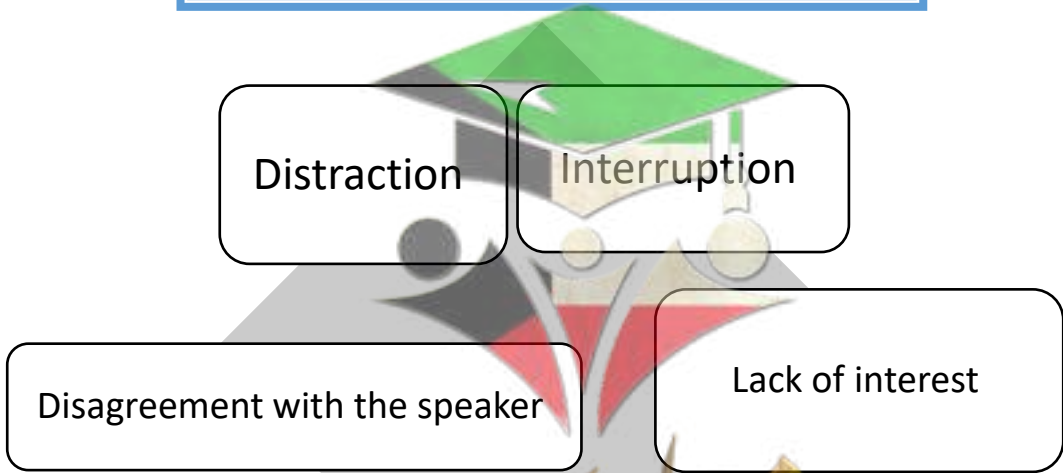 Distraction
Interruption
Disagreement with the speaker
Lack of interest